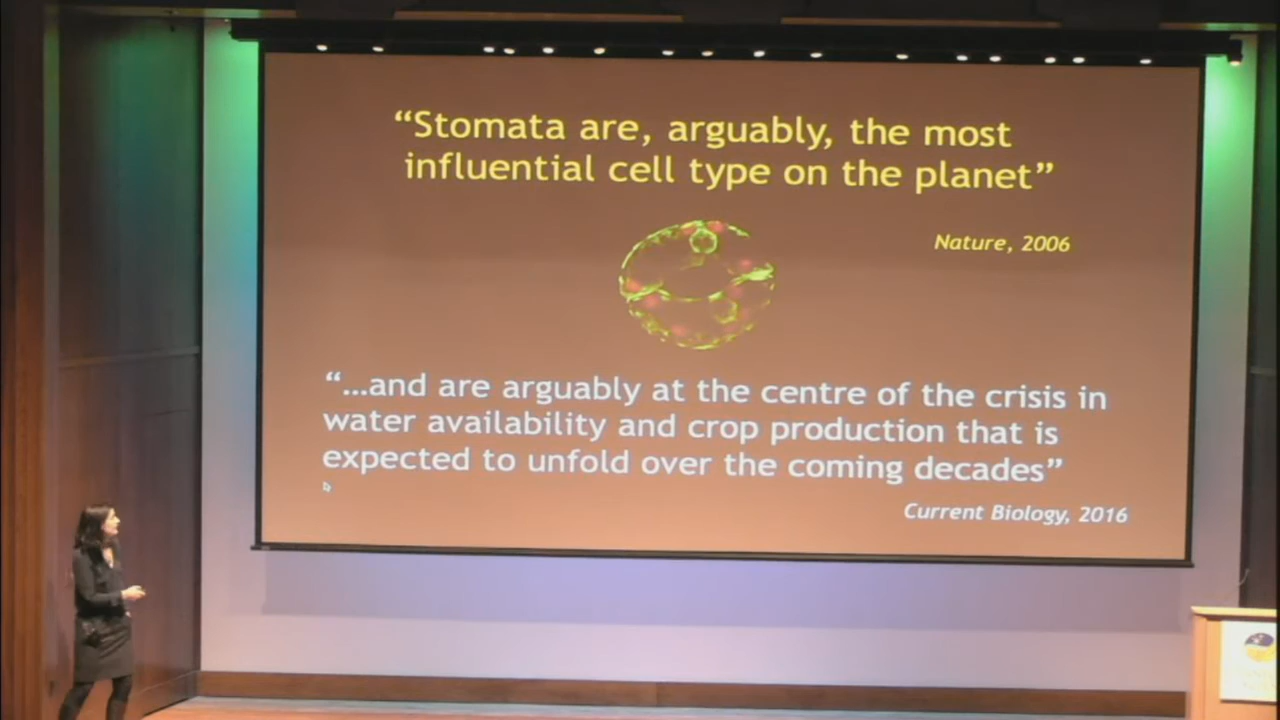 “Stomata are, arguably, the most
influential cell type on the planet”
Nature, 2006
“...and are arguably at the centre of the crisis in
water availability and crop production that is
expected to unfold over the coming decades”
Current Biology, 2016